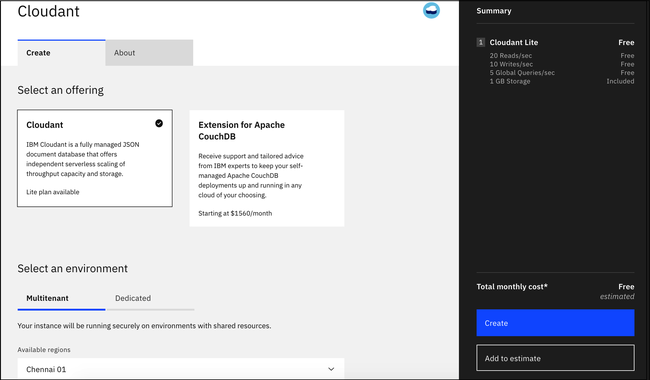 Cloudant
Create
About
Select an offering
Cloudant
IBM Cloudant is a fully managed JSON
document database that offers
independent serverless scaling of
throughput capacity and storage.
Lite plan available
Extension for Apache
CouchDB
Receive support and tailored advice
from IBM experts to keep your self-
managed Apache CouchDB
deployments up and running in any
cloud of your choosing.
Starting at $1560/month
Select an environment
Multitenant
Dedicated
Your instance will be running securely on environments with shared resources.
Available regions
Chennai 01
Summary
1 Cloudant Lite Free
20 Reads/sec Free
10 Writes/sec Free
5 Global Queries/sec Free
1 GB Storage Included
Total monthly cost* Free
estimated
Create
Add to estimate